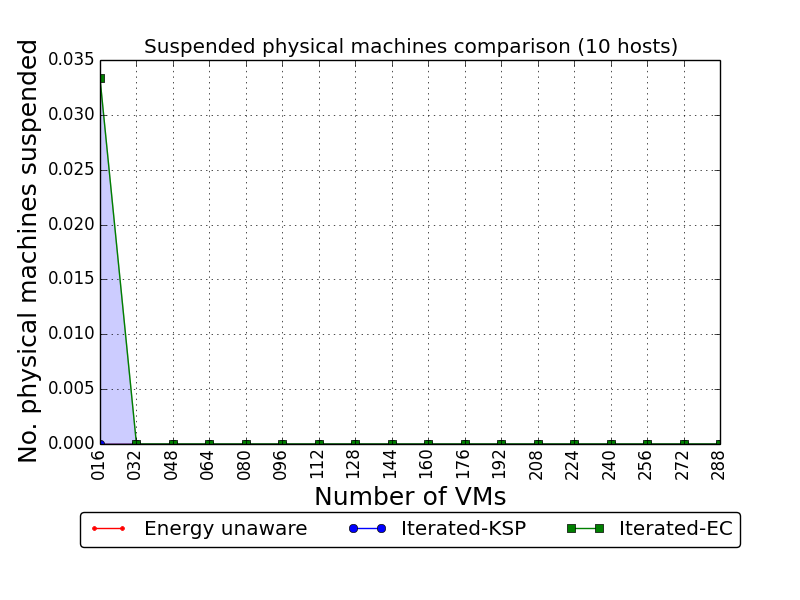 Suspended physical machines comparison (10 hosts)
No. physical machines suspended
0.035
0.030
0.025
0.020
0.015
0.010
0.005
0.000
016 032 048 064 080 096 112 128 144 160 176 192 208 224 240 256 272 288
Number of VMs
Energy unaware Iterated-KSP Iterated-EC